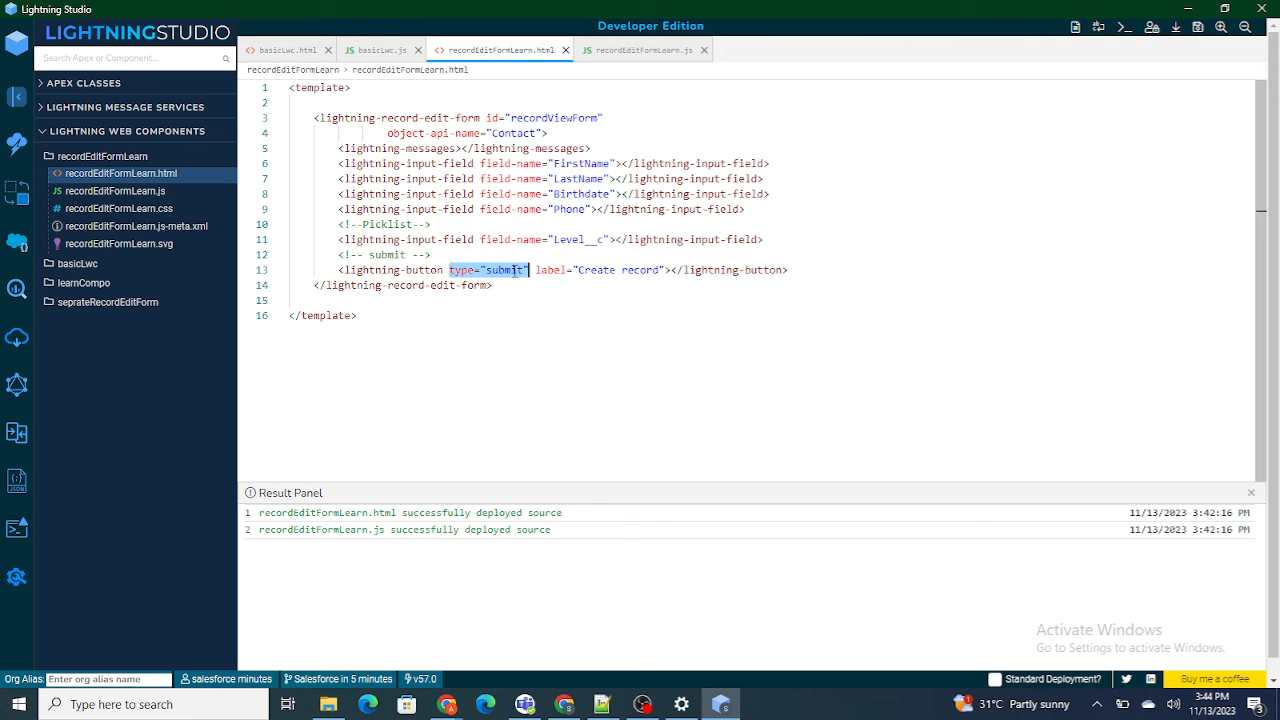 Developer Edition
LIGHTNINGSTUDIO
Search Apex or Component...
APEX CLASSES
LIGHTNING MESSAGE SERVICES
LIGHTNING WEB COMPONENTS
recordEditFormLearn
<> recordEditFormLearn.html
JS recordEditFormLearn.js
# recordEditFormLearn.css
recordEditFormLearn.js-meta.xml
recordEditFormLearn.svg
basicLwc
learnCompo
seprateRecordEditForm
<> basicLwc.html × JS basicLwc.js × <> recordEditFormLearn.html × JS recordEditFormLearn.js ×
recordEditFormLearn > recordEditFormLearn.html
1 <template>
2
3 <lightning-record-edit-form id="recordViewForm"
4 object-api-name="Contact">
5 <lightning-messages></lightning-messages>
6 <lightning-input-field field-name="FirstName"></lightning-input-field>
7 <lightning-input-field field-name="LastName"></lightning-input-field>
8 <lightning-input-field field-name="Birthdate"></lightning-input-field>
9 <lightning-input-field field-name="Phone"></lightning-input-field>
10 <!--Picklist-->
11 <lightning-input-field field-name="Level__c"></lightning-input-field>
12 <!-- submit -->
13 <lightning-button type="submit" label="Create record"></lightning-button>
14 </lightning-record-edit-form>
15
16 </template>
Result Panel
1 recordEditFormLearn.html successfully deployed source 11/13/2023 3:42:16 PM
2 recordEditFormLearn.js successfully deployed source 11/13/2023 3:42:16 PM
Activate Windows
Go to Settings to activate Windows.
Org Alias: Enter org alias name salesforce minutes Salesforce in 5 minutes v57.0 Standard Deployment? Buy me a coffee
Type here to search 31°C Partly sunny 3:44 PM
11/13/2023
3
JSON